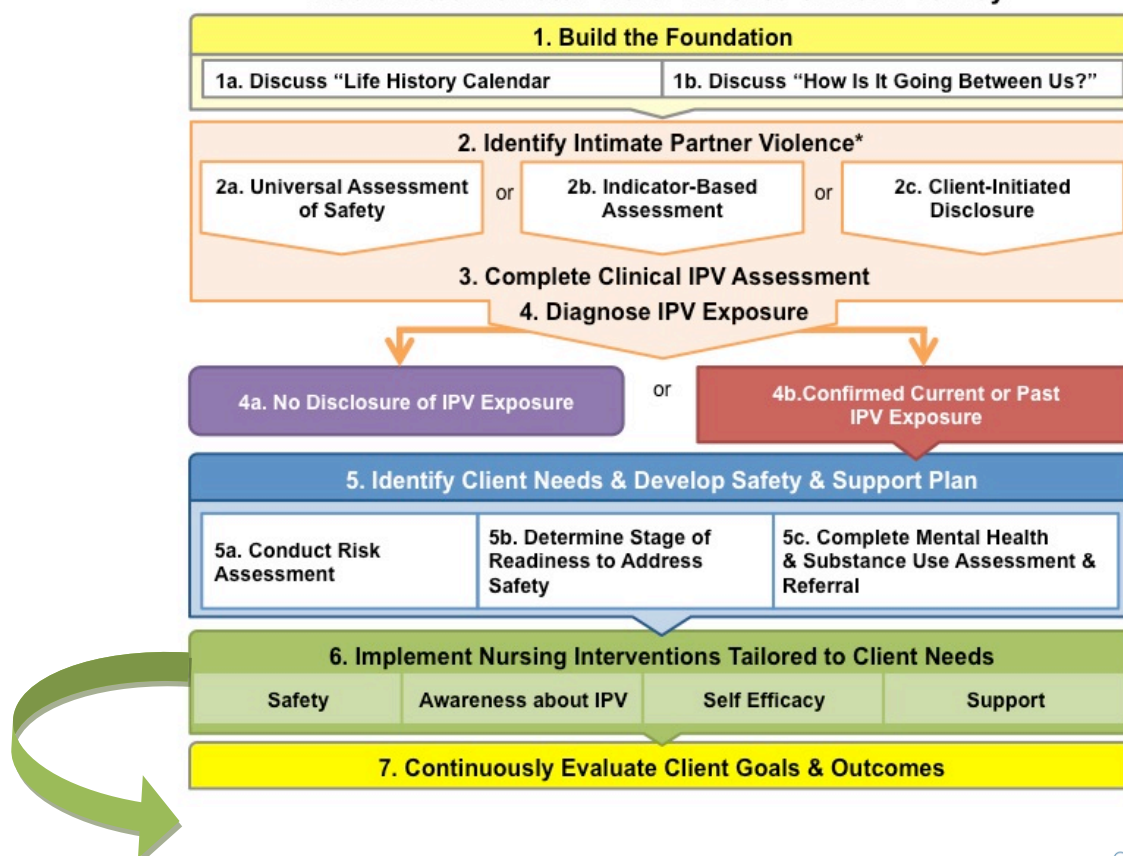 1. Build the Foundation
1a. Discuss “Life History Calendar
1b. Discuss “How Is It Going Between Us?”
2. Identify Intimate Partner Violence*
2a. Universal Assessment
of Safety
or
2b. Indicator-Based
Assessment
or
2c. Client-Initiated
Disclosure
3. Complete Clinical IPV Assessment
4. Diagnose IPV Exposure
4a. No Disclosure of IPV Exposure
or
4b.Confirmed Current or Past
IPV Exposure
5. Identify Client Needs & Develop Safety & Support Plan
5a. Conduct Risk
Assessment
5b. Determine Stage of
Readiness to Address
Safety
5c. Complete Mental Health
& Substance Use Assessment &
Referral
6. Implement Nursing Interventions Tailored to Client Needs
Safety
Awareness about IPV
Self Efficacy
Support
7. Continuously Evaluate Client Goals & Outcomes